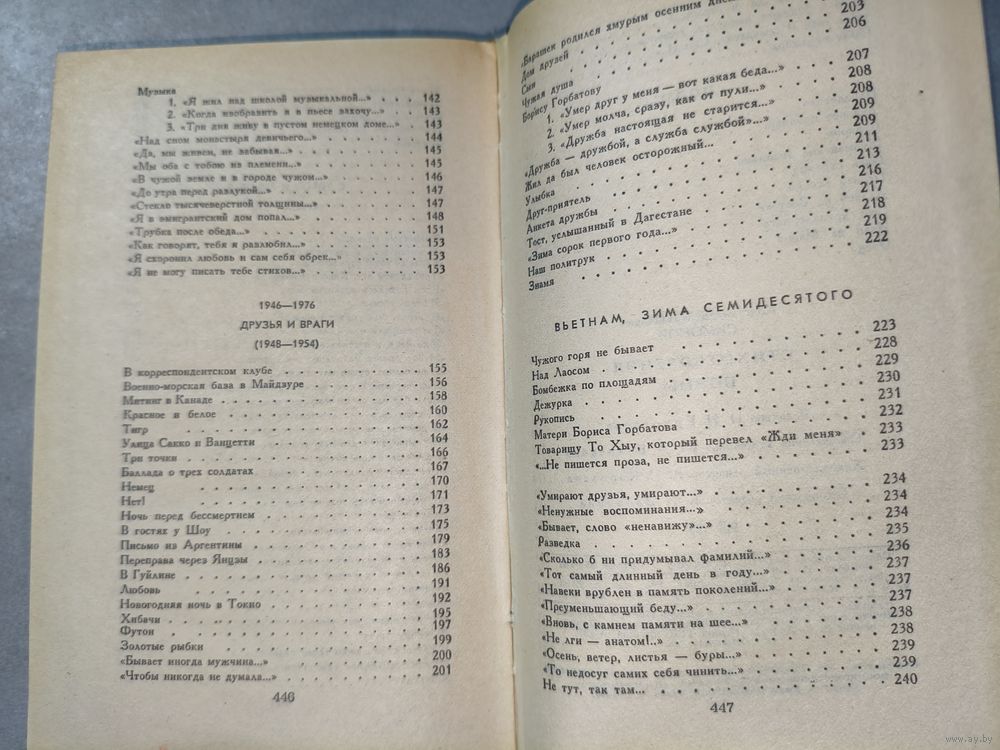 Музыка
1. «Я жил над школой музыкальной...» . . . 142
2. «Когда изобразить я в пьесе захочу...» . . 143
3. «Три дня живу в пустом немецком доме...» . . 143
«Над сном монастыря девичьего...» . . . . 144
«Да, мы живем, не забывая...» . . . . . 145
«Мы оба с тобою из племени...» . . . . . 145
«В чужой земле и в городе чужом...» . . . . 146
«До утра перед разлукой...» . . . . . . 147
«Стекло тысячеверстной толщины...» . . . . 147
«Я в эмигрантский дом попал...» . . . . . 148
«Трубка после обеда...» . . . . . . . 151
«Как говорят, тебя я разлюбил...» . . . . 153
«Я схоронил любовь и сам себя обрек...» . . . 153
«Я не могу писать тебе стихов...» . . . . 153
1946—1976
ДРУЗЬЯ И ВРАГИ
(1948—1954)
В корреспондентском клубе . . . . . . 155
Военно-морская база в Майдзуре . . . . . 156
Митинг в Канаде . . . . . . . . 158
Красное и белое . . . . . . . . 160
Тигр . . . . . . . . . . . 162
Улица Сакко и Ванцетти . . . . . . . 164
Три точки . . . . . . . . . . 166
Баллада о трех солдатах . . . . . . . 167
Немец . . . . . . . . . . 170
Нет! . . . . . . . . . . . 171
Ночь перед бессмертием . . . . . . . 173
В гостях у Шоу . . . . . . . . 175
Письмо из Аргентины . . . . . . . 179
Переправа через Янцзы . . . . . . . 183
В Гуйлине . . . . . . . . . 186
Любовь . . . . . . . . . . 191
Новогодняя ночь в Токио . . . . . . 192
Хибачи . . . . . . . . . . 195
Футон . . . . . . . . . . 197
Золотые рыбки . . . . . . . . 199
«Бывает иногда мужчина...» . . . . . . 200
«Чтобы никогда не думала...» . . . . . . 201
446
«Барашек родился хмурым осенним
Дом друзей
Сны . . . . . . . . . . 203
Чужая душа . . . . . . . . 206
Борису Горбатову
1. «Умер друг у меня — вот какая беда...» . . 207
2. «Умер молча, сразу, как от пули...» . . . 208
3. «Дружба настоящая не старится...» . . . 208
«Дружба — дружбой, а служба службой»...» . . 209
Жил да был человек осторожный... . . . . 209
Улыбка . . . . . . . . . . 211
Друг-приятель . . . . . . . . 213
Анкета дружбы . . . . . . . . 216
Тост, услышанный в Дагестане . . . . . 217
«Зима сорок первого года...» . . . . . . 218
Наш политрук . . . . . . . . 219
Знамя . . . . . . . . . . 222
ВЬЕТНАМ, ЗИМА СЕМИДЕСЯТОГО
Чужого горя не бывает . . . . . . . 223
Над Лаосом . . . . . . . . . 228
Бомбежка по площадям . . . . . . . 229
Дежурка . . . . . . . . . . 230
Рукопись . . . . . . . . . . 231
Матери Бориса Горбатова . . . . . . 232
Товарищу То Хыу, который перевел «Жди меня» . 233
«...Не пишется проза, не пишется...» . . . . 233
«Умирают друзья, умирают...» . . . . . . 234
«Ненужные воспоминания...» . . . . . . 234
«Бывает, слово «ненавижу»...» . . . . . . 234
Разведка . . . . . . . . . . 235
«Сколько б ни придумывал фамилий...» . . . 236
«Тот самый длинный день в году...» . . . . 237
«Навеки врублен в память поколений...» . . . 237
«Преуменьшающий беду...» . . . . . . 237
«Вновь, с камнем памяти на шее...» . . . . 238
«Не лги — анатом!..» . . . . . . . . 238
«Осень, ветер, листья — буры...» . . . . . 239
«То недосуг самих себя чинить...» . . . . . 239
Не тут, так там... . . . . . . . . 240
447
www.ay.by